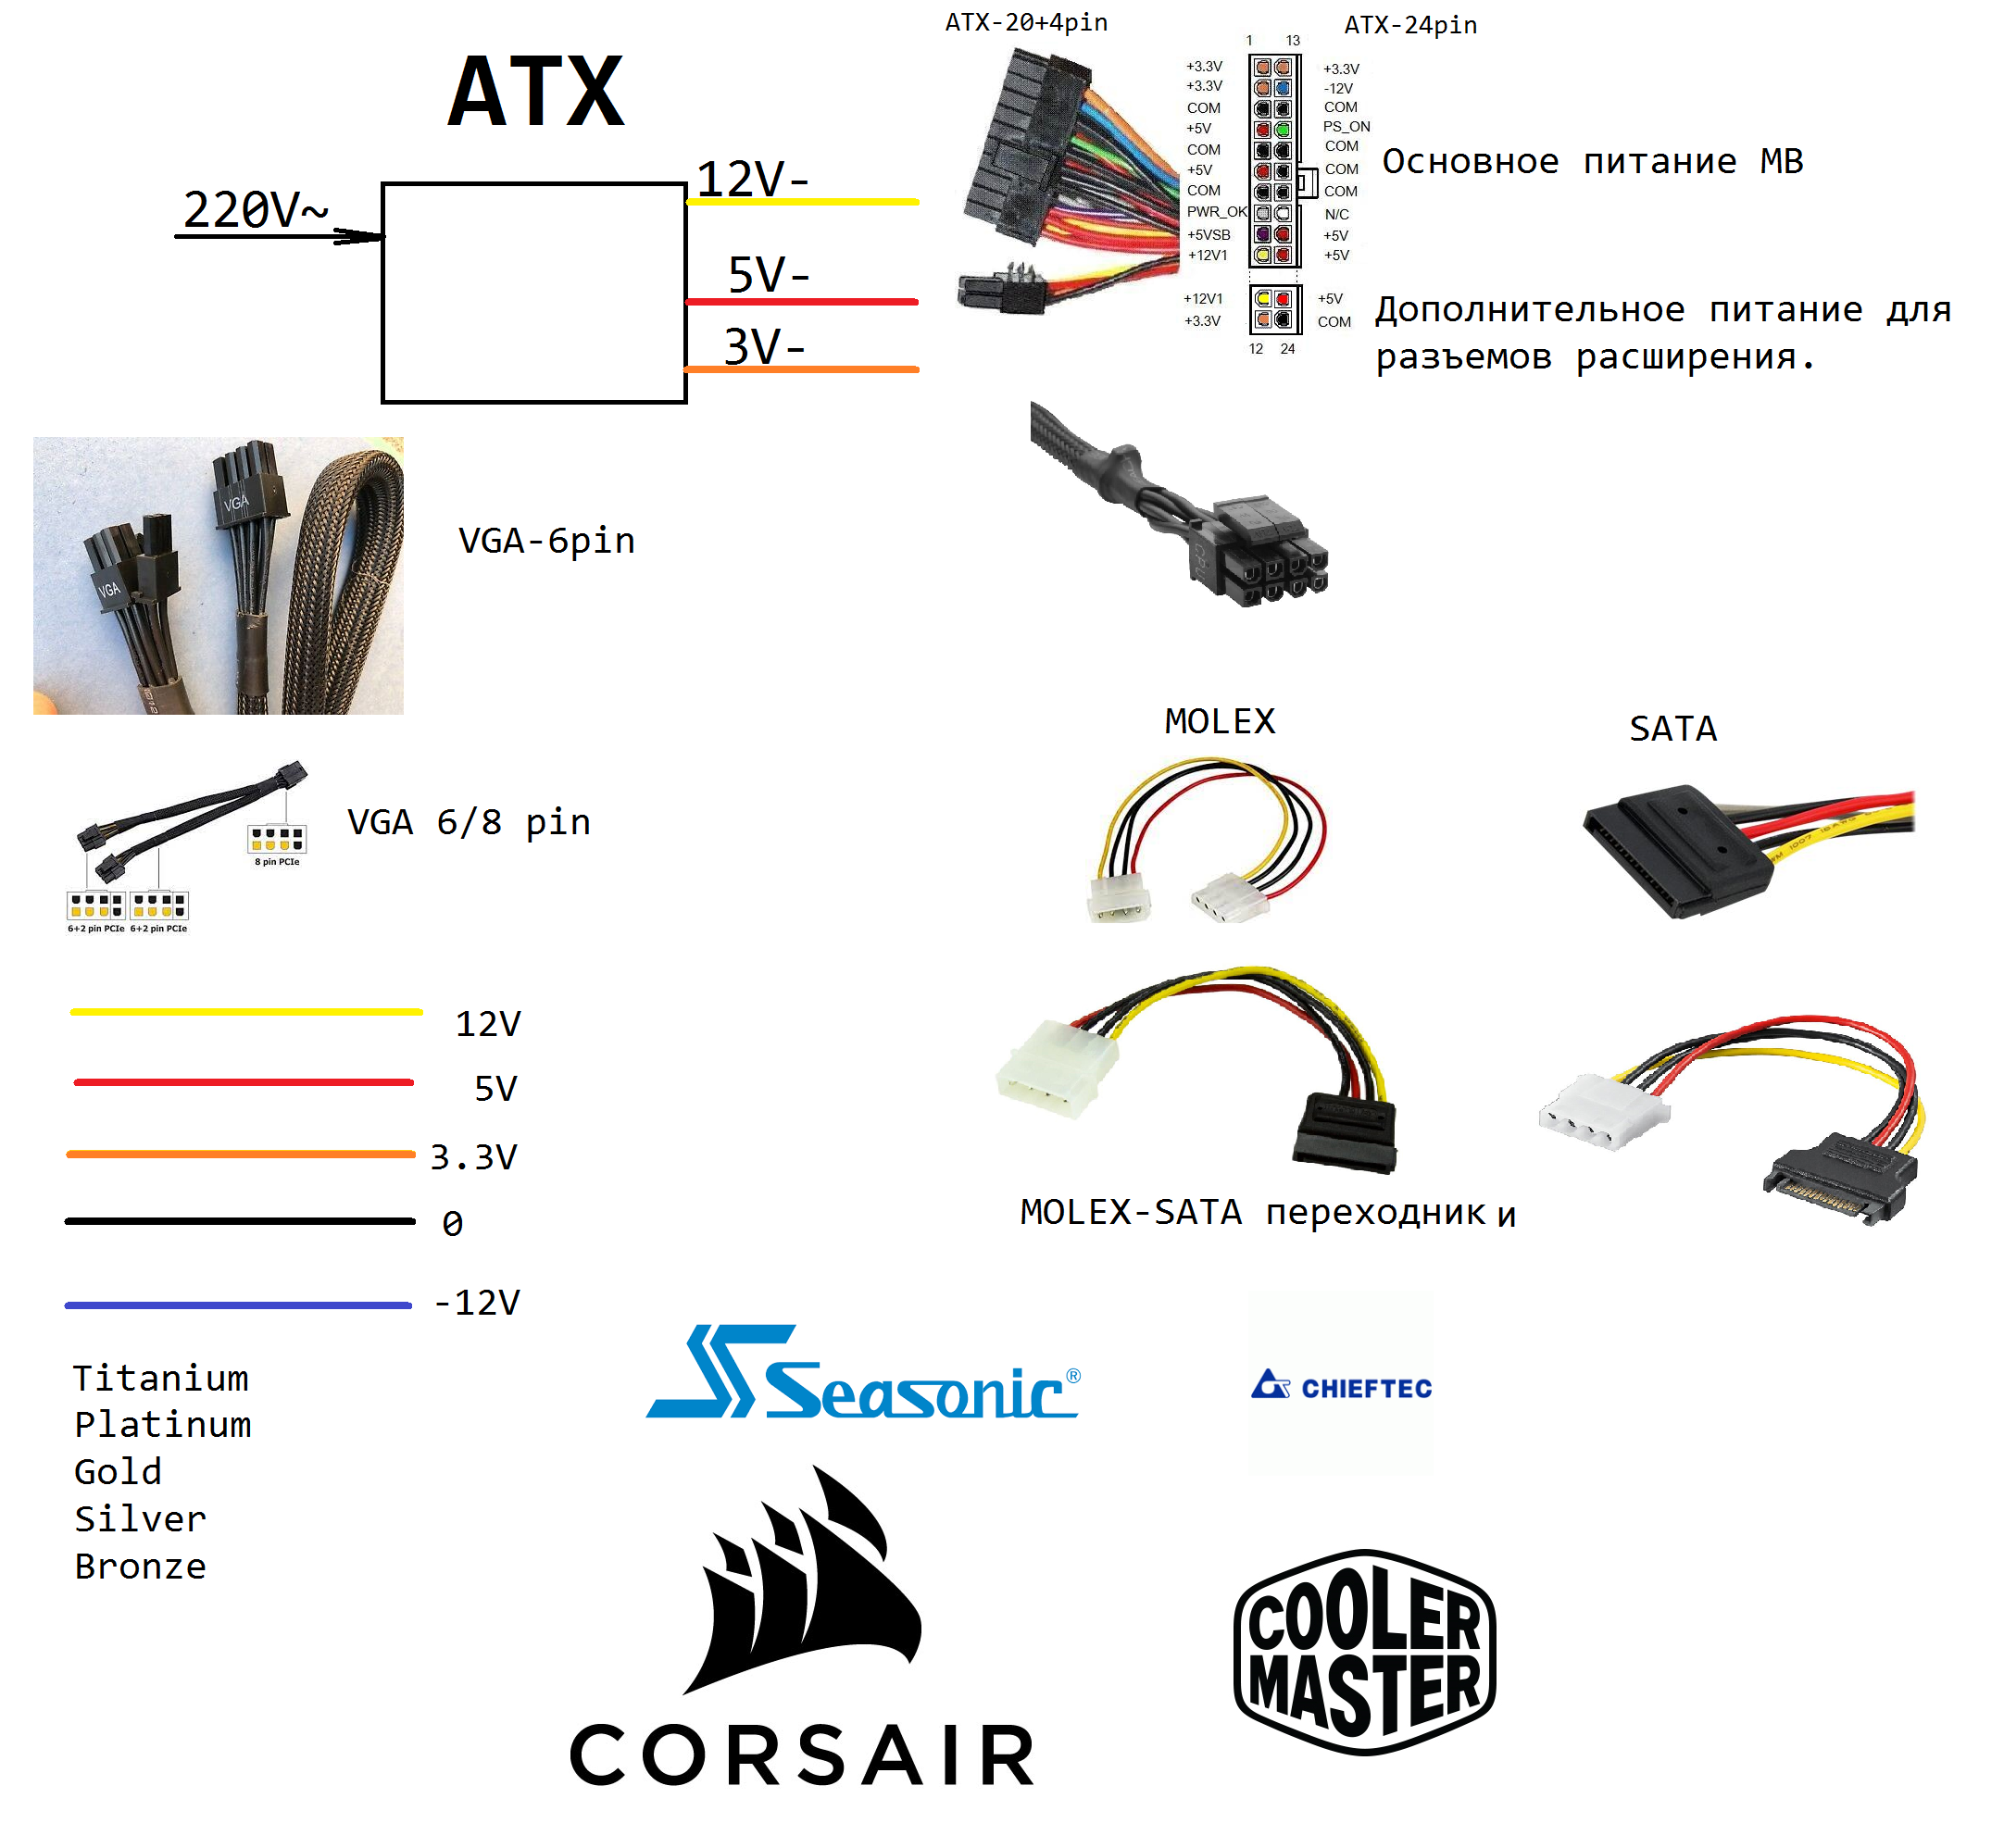 ATX-20+4pin
ATX-24pin
ATX
1 13
+3.3V +3.3V
+3.3V -12V
COM COM
+5V PS_ON
COM COM
+5V COM
COM COM
PWR_OK N/C
+5VSB +5V
+12V1 +5V
+12V1 +5V
+3.3V COM
12 24
Основное питание МВ
Дополнительное питание для
разъемов расширения.
220V~
12V-
5V-
3V-
VGA
VGA
VGA-6pin
CPU
VGA 6/8 pin
8 pin PCIe
6+2 pin PCIe 6+2 pin PCIe
MOLEX
SATA
MOLEX-SATA переходник и
12V
5V
3.3V
0
-12V
Titanium
Platinum
Gold
Silver
Bronze
Seasonic®
CHIEFTEC
CORSAIR
COOLER
MASTER